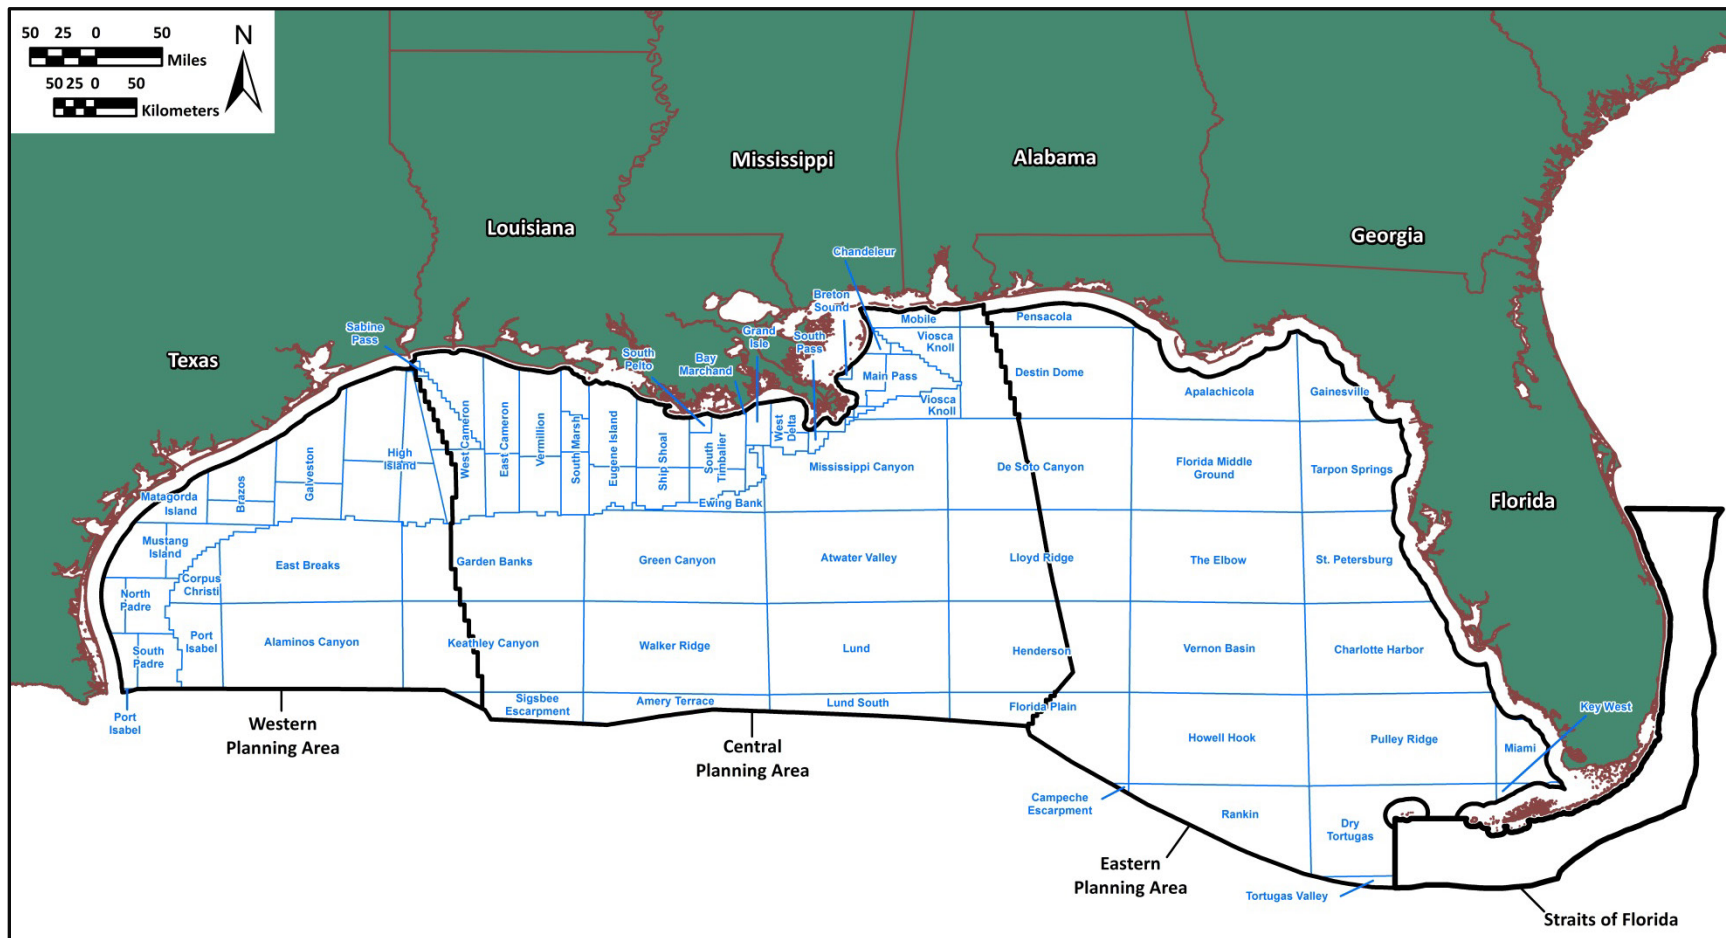 50 25 0 50
Miles
50 25 0 50
Kilometers
N
Mississippi
Alabama
Louisiana
Georgia
Texas
Florida
Chandeleur
Breton
Sound
Grand
Isle
South
Pass
Sabine
Pass
South
Pelto
Bay
Marchand
Mobile
Pensacola
Viosca
Knoll
Main Pass
Viosca
Knoll
Destin Dome
Apalachicola
Gainesville
West Cameron
East Cameron
Vermillion
South Marsh
Eugene Island
Ship Shoal
South
Timbalier
West
Delta
High
Island
Galveston
Brazos
Matagorda
Island
Mississippi Canyon
De Soto Canyon
Florida Middle
Ground
Tarpon Springs
Ewing Bank
Mustang
Island
Corpus
Christi
East Breaks
Garden Banks
Green Canyon
Atwater Valley
Lloyd Ridge
The Elbow
St. Petersburg
North
Padre
South
Padre
Port
Isabel
Alaminos Canyon
Keathley Canyon
Walker Ridge
Lund
Henderson
Vernon Basin
Charlotte Harbor
Port
Isabel
Sigsbee
Escarpment
Amery Terrace
Lund South
Florida Plain
Howell Hook
Pulley Ridge
Miami
Key West
Western
Planning Area
Central
Planning Area
Campeche
Escarpment
Rankin
Dry
Tortugas
Eastern
Planning Area
Tortugas Valley
Straits of Florida